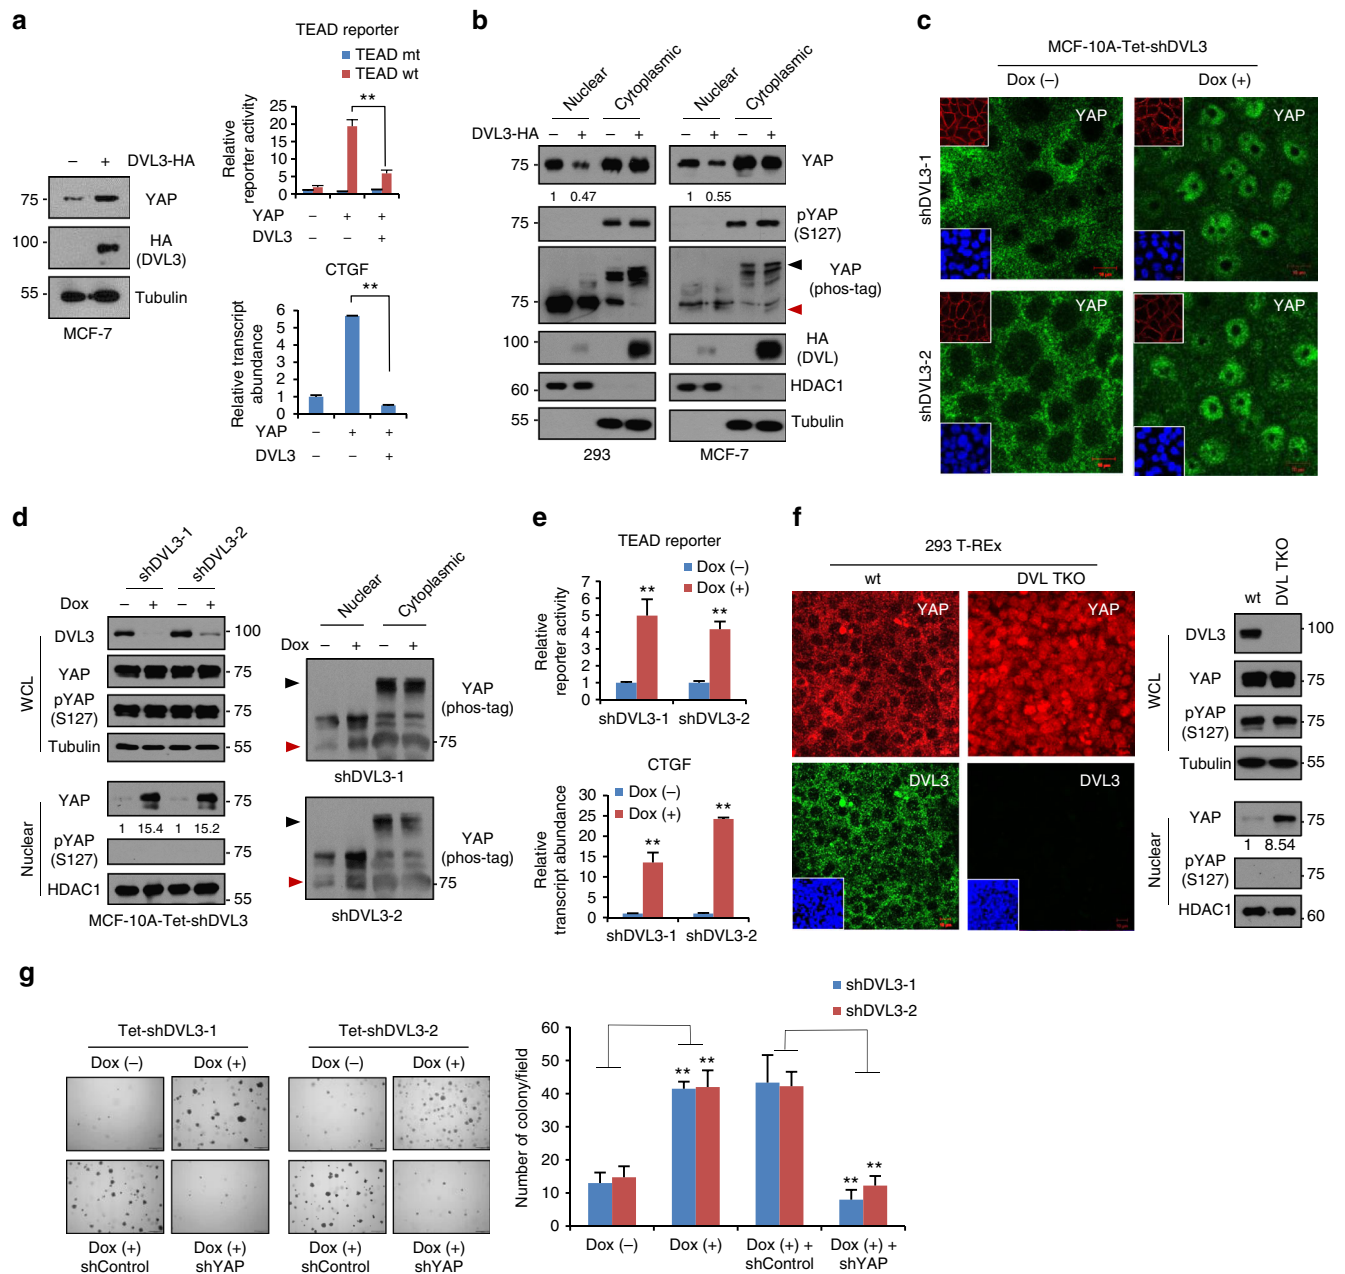 a
– + DVL3-HA
75 - YAP
100 - HA
(DVL3)
55 - Tubulin
MCF-7
TEAD reporter
TEAD mt
TEAD wt
Relative
reporter activity
25
20
15
10
5
0
**
YAP – + +
DVL3 – – +
CTGF
Relative transcript
abundance
6
5
4
3
2
1
0
**
YAP – + +
DVL3 – – +
b
Nuclear Cytoplasmic Nuclear Cytoplasmic
DVL3-HA – + – + – + – +
75 - YAP
1 0.47 1 0.55
75 - pYAP
(S127)
75 - YAP
(phos-tag)
100 - HA
(DVL)
60 - HDAC1
55 - Tubulin
293 MCF-7
c
MCF-10A-Tet-shDVL3
Dox (–) Dox (+)
shDVL3-1
YAP YAP
shDVL3-2
YAP YAP
d
shDVL3-1 shDVL3-2
Dox – + – +
WCL
DVL3 - 100
YAP - 75
pYAP
(S127) - 75
Tubulin - 55
Nuclear
YAP - 75
1 15.4 1 15.2
pYAP
(S127) - 75
HDAC1 - 55
MCF-10A-Tet-shDVL3
Nuclear Cytoplasmic
Dox – + – +
YAP
(phos-tag)
- 75
shDVL3-1
YAP
(phos-tag)
- 75
shDVL3-2
e
TEAD reporter
Dox (–)
Dox (+)
Relative
reporter activity
7
6
5
4
3
2
1
0
** **
shDVL3-1 shDVL3-2
CTGF
Dox (–)
Dox (+)
Relative
transcript abundance
30
25
20
15
10
5
0
** **
shDVL3-1 shDVL3-2
f
293 T-REx
wt DVL TKO
YAP YAP
DVL3 DVL3
wt DVL TKO
WCL
DVL3 - 100
YAP - 75
pYAP
(S127) - 75
Tubulin - 55
Nuclear
YAP - 75
1 8.54
pYAP
(S127) - 75
HDAC1 - 60
g
Tet-shDVL3-1 Tet-shDVL3-2
Dox (–) Dox (+) Dox (–) Dox (+)
Dox (+) Dox (+) Dox (+) Dox (+)
shControl shYAP shControl shYAP
shDVL3-1
shDVL3-2
Number of colony/field
60
50
40
30
20
10
0
** **
** **
Dox (–) Dox (+) Dox (+) + Dox (+) +
shControl shYAP